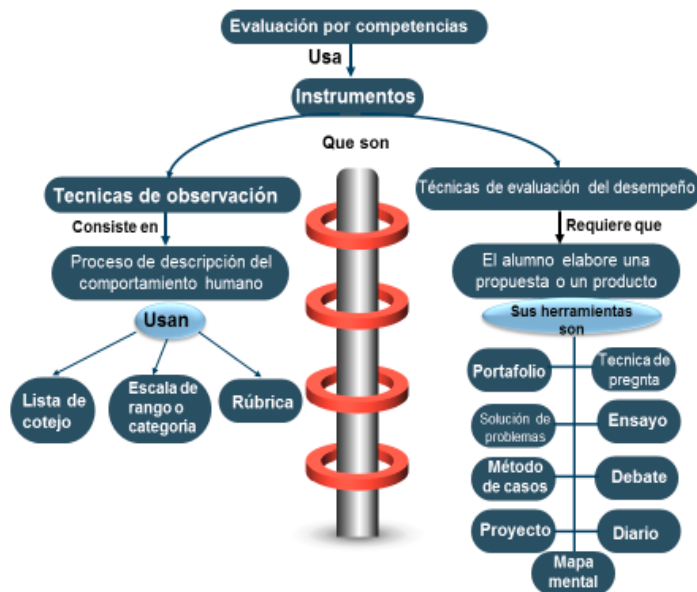 Evaluación por competencias
Usa
Instrumentos
Que son
Tecnicas de observación
Consiste en
Proceso de descripción del
comportamiento humano
Usan
Lista de
cotejo
Escala de
rango o
categoria
Rúbrica
Técnicas de evaluación del desempeño
Requiere que
El alumno elabore una
propuesta o un producto
Sus herramientas
son
Portafolio
Tecnica de
pregnta
Solución de
problemas
Ensayo
Método
de casos
Debate
Proyecto
Diario
Mapa
mental